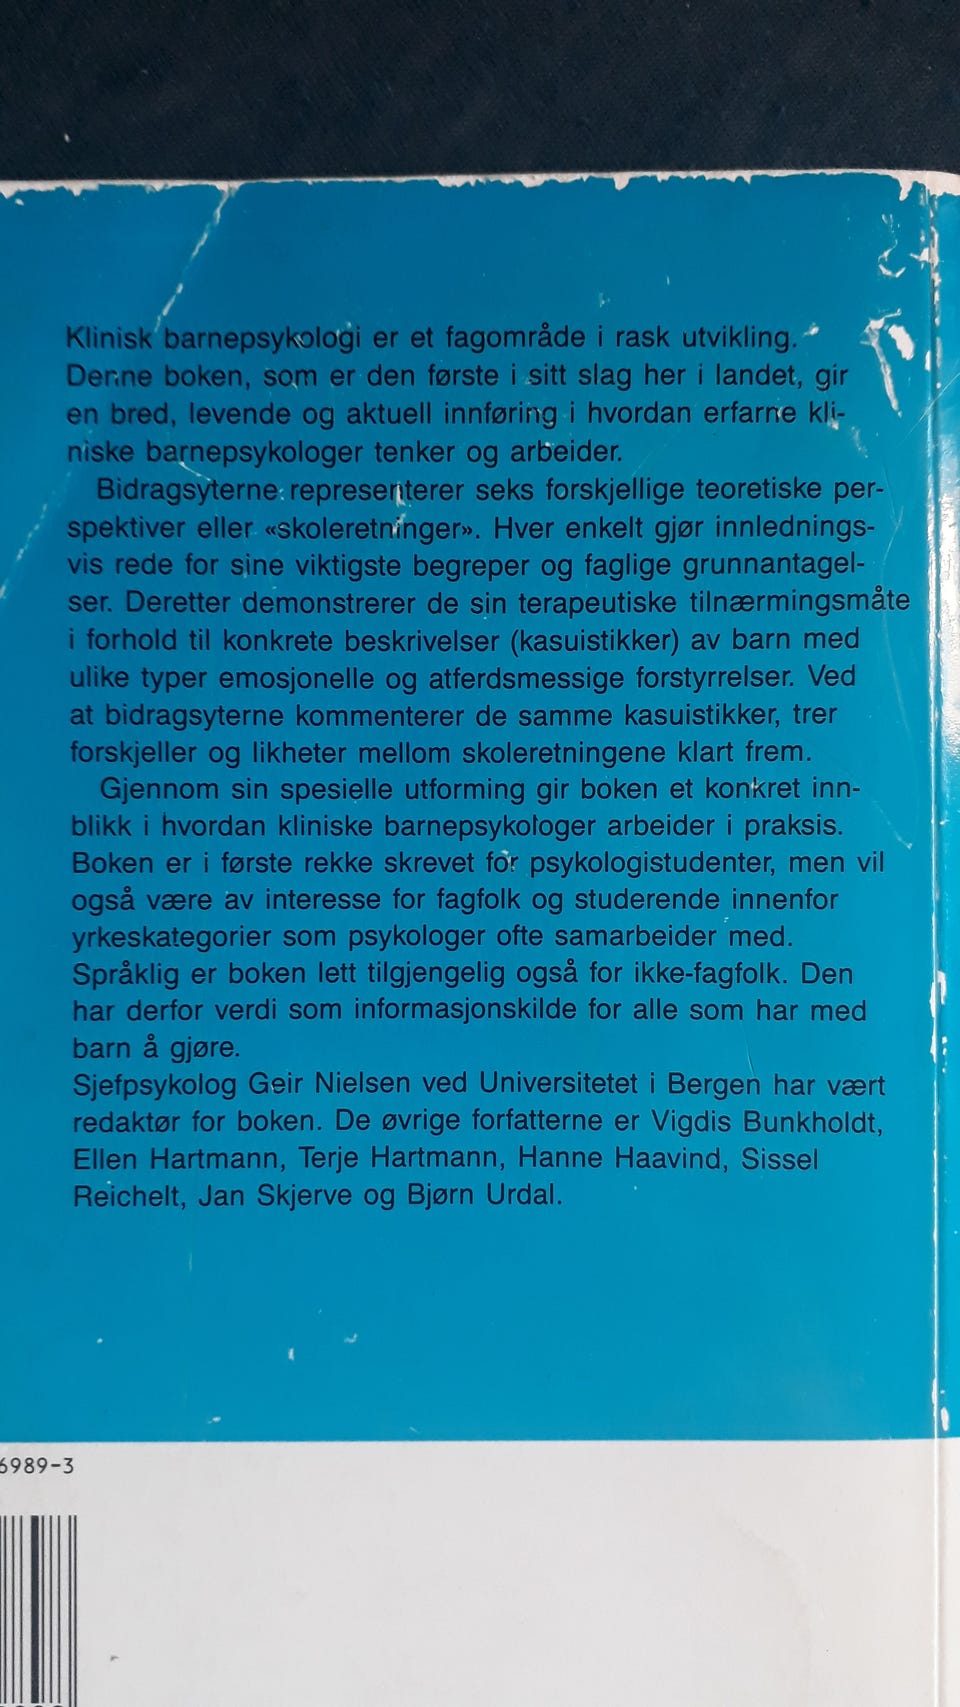 Klinisk barnepsykologi er et fagområde i rask utvikling.
Denne boken, som er den første i sitt slag her i landet, gir
en bred, levende og aktuell innføring i hvordan erfarne kli-
niske barnepsykologer tenker og arbeider.
Bidragsyterne representerer seks forskjellige teoretiske per-
spektiver eller «skoleretninger». Hver enkelt gjør innlednings-
vis rede for sine viktigste begreper og faglige grunnantagel-
ser. Deretter demonstrerer de sin terapeutiske tilnærmingsmåte
i forhold til konkrete beskrivelser (kasuistikker) av barn med
ulike typer emosjonelle og atferdsmessige forstyrrelser. Ved
at bidragsyterne kommenterer de samme kasuistikker, trer
forskjeller og likheter mellom skoleretningene klart frem.
Gjennom sin spesielle utforming gir boken et konkret inn-
blikk i hvordan kliniske barnepsykologer arbeider i praksis.
Boken er i første rekke skrevet for psykologistudenter, men vil
også være av interesse for fagfolk og studerende innenfor
yrkeskategorier som psykologer ofte samarbeider med.
Språklig er boken lett tilgjengelig også for ikke-fagfolk. Den
har derfor verdi som informasjonskilde for alle som har med
barn å gjøre.
Sjefpsykolog Geir Nielsen ved Universitetet i Bergen har vært
redaktør for boken. De øvrige forfatterne er Vigdis Bunkholdt,
Ellen Hartmann, Terje Hartmann, Hanne Haavind, Sissel
Reichelt, Jan Skjerve og Bjørn Urdal.
6989-3